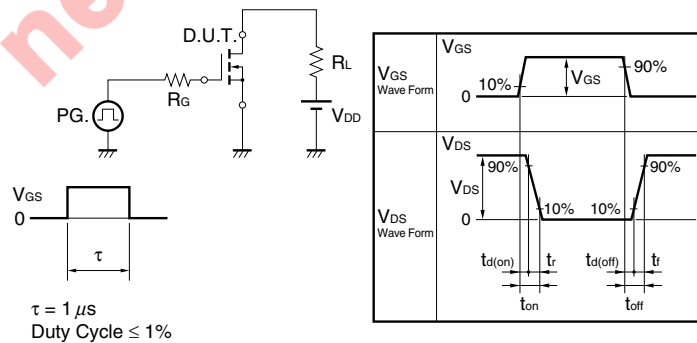 ne
D.U.T.
RL
RG
PG.
VDD
VGS
0
τ
τ = 1 μs
Duty Cycle ≤ 1%
VGS
Wave Form
VGS
10%
VGS
90%
0
VDS
Wave Form
VDS
90%
VDS
10%
10%
90%
0
td(on)
tr
td(off)
tf
ton
toff